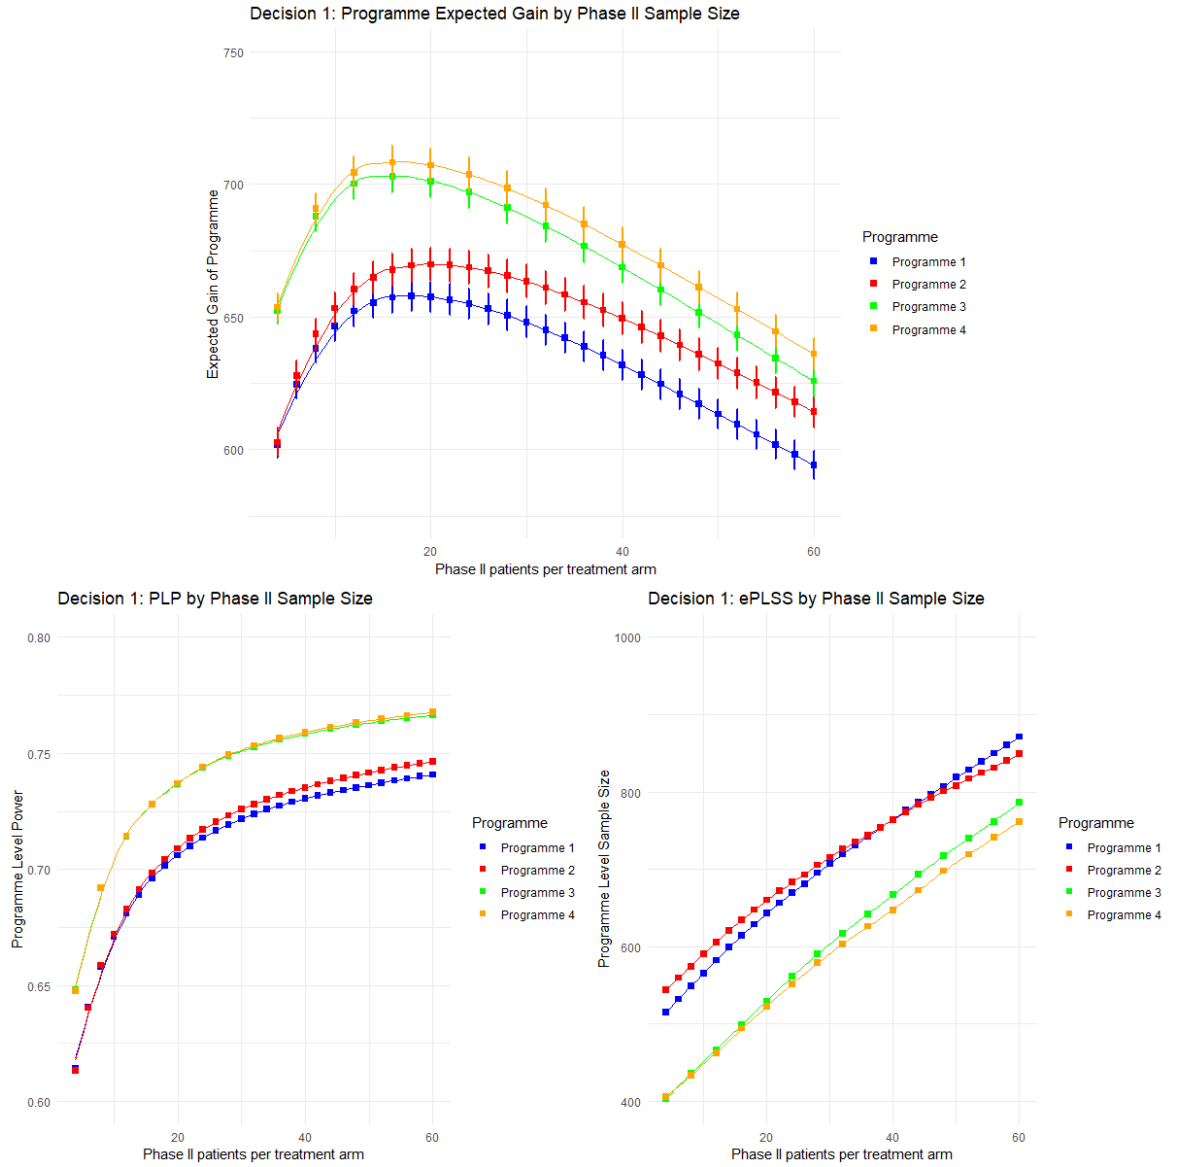 Decision 1: Programme Expected Gain by Phase II Sample Size
750
700
650
600
Expected Gain of Programme
20 40 60
Phase II patients per treatment arm
Programme
Programme 1
Programme 2
Programme 3
Programme 4
Decision 1: PLP by Phase II Sample Size
0.80
0.75
0.70
0.65
0.60
Programme Level Power
20 40 60
Phase II patients per treatment arm
Programme
Programme 1
Programme 2
Programme 3
Programme 4
Decision 1: ePLSS by Phase II Sample Size
1000
800
600
400
Programme Level Sample Size
20 40 60
Phase II patients per treatment arm
Programme
Programme 1
Programme 2
Programme 3
Programme 4